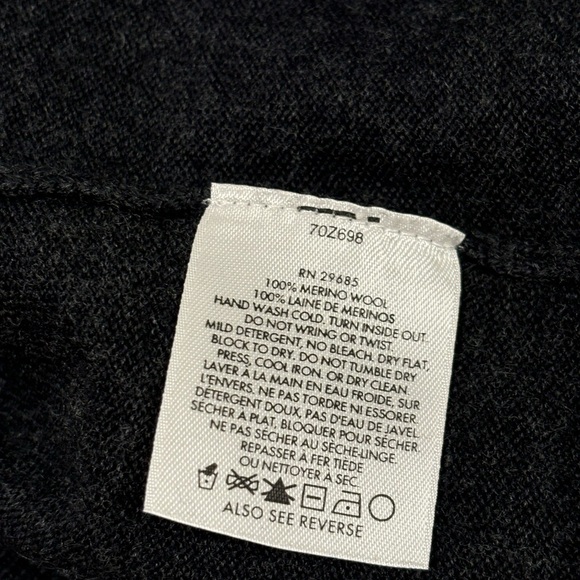 70Z698
RN 29685
100% MERINO WOOL
100% LAINE DE MERINOS
HAND WASH COLD. TURN INSIDE OUT.
DO NOT WRING OR TWIST.
MILD DETERGENT, NO BLEACH. DRY FLAT,
BLOCK TO DRY. DO NOT TUMBLE DRY
PRESS, COOL IRON. OR DRY CLEAN.
LAVER À LA MAIN EN EAU FROIDE, SUR
L'ENVERS. NE PAS TORDRE NI ESSORER.
DÉTERGENT DOUX, PAS D'EAU DE JAVEL.
SÉCHER À PLAT, BLOQUER POUR SÉCHER.
NE PAS SÉCHER AU SÈCHE-LINGE.
REPASSER À FER TIÈDE
OU NETTOYER À SEC.
ALSO SEE REVERSE